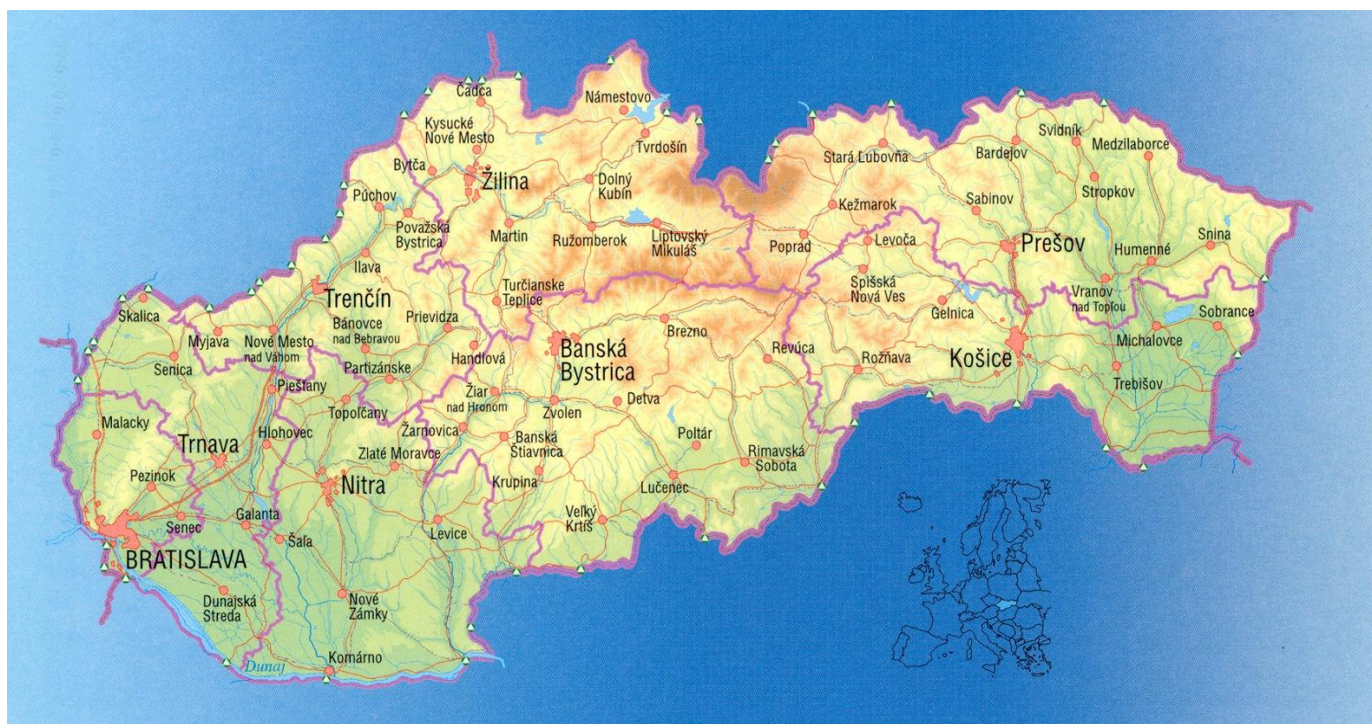 Čadca
Námestovo
Kysucké
Nové Mesto
Tvrdošín
Svidník
Stará Ľubovňa
Bardejov
Medzilaborce
Bytča
Žilina
Dolný
Kubín
Stropkov
Púchov
Kežmarok
Sabinov
Považská
Bystrica
Martin
Ružomberok
Liptovský
Mikuláš
Poprad
Levoča
Prešov
Humenné
Snina
Ilava
Spišská
Nová Ves
Turčianske
Teplice
Trenčín
Vranov
nad Topľou
Gelnica
Sobrance
Skalica
Bánovce
nad Bebravou
Prievidza
Brezno
Myjava
Nové Mesto
nad Váhom
Handlová
Banská
Bystrica
Revúca
Rožňava
Košice
Michalovce
Senica
Partizánske
Trebišov
Piešťany
Žiar
nad Hronom
Zvolen
Detva
Topoľčany
Malacky
Žarnovica
Trnava
Hlohovec
Banská
Štiavnica
Poltár
Zlaté Moravce
Rimavská
Sobota
Pezinok
Nitra
Krupina
Lučenec
Senec
Galanta
Šaľa
Levice
Veľký
Krtíš
BRATISLAVA
Dunajská
Streda
Nové
Zámky
Komárno
Dunaj